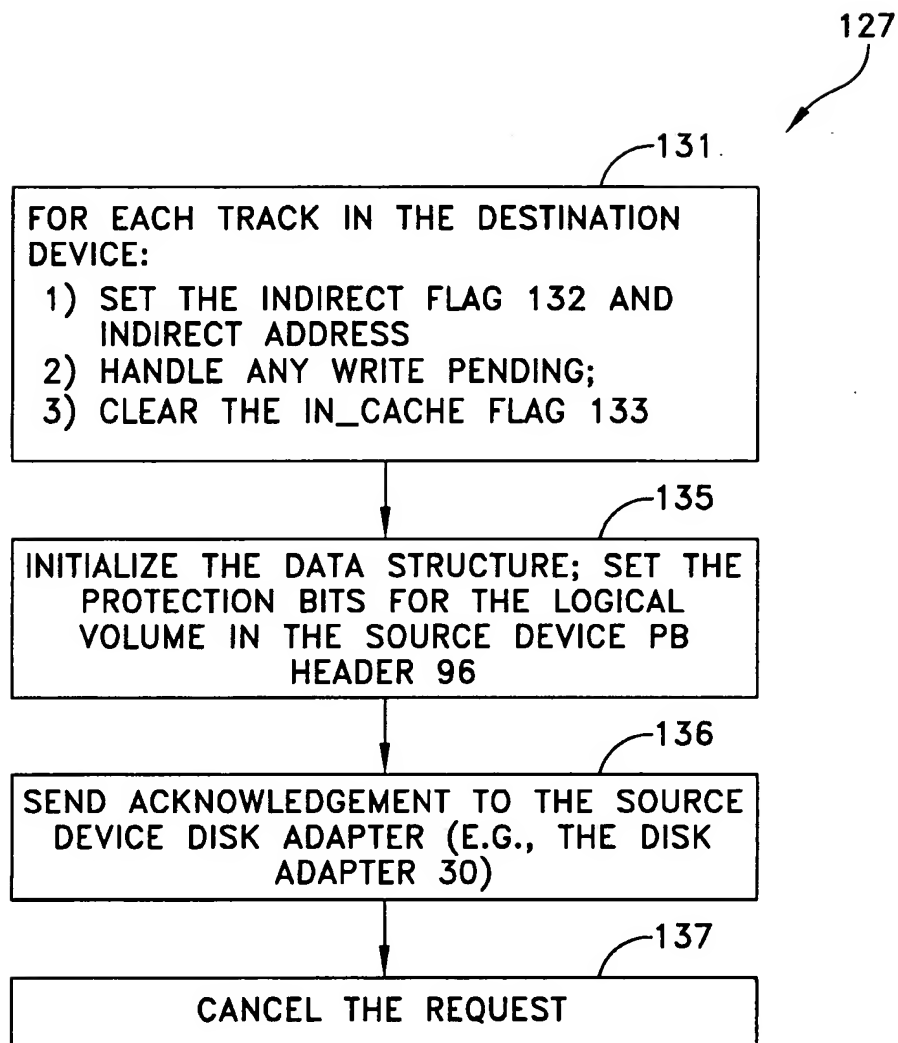 127
131
FOR EACH TRACK IN THE DESTINATION
DEVICE:
1) SET THE INDIRECT FLAG 132 AND
INDIRECT ADDRESS
2) HANDLE ANY WRITE PENDING;
3) CLEAR THE IN_CACHE FLAG 133
135
INITIALIZE THE DATA STRUCTURE; SET THE
PROTECTION BITS FOR THE LOGICAL
VOLUME IN THE SOURCE DEVICE PB
HEADER 96
136
SEND ACKNOWLEDGEMENT TO THE SOURCE
DEVICE DISK ADAPTER (E.G., THE DISK
ADAPTER 30)
137
CANCEL THE REQUEST